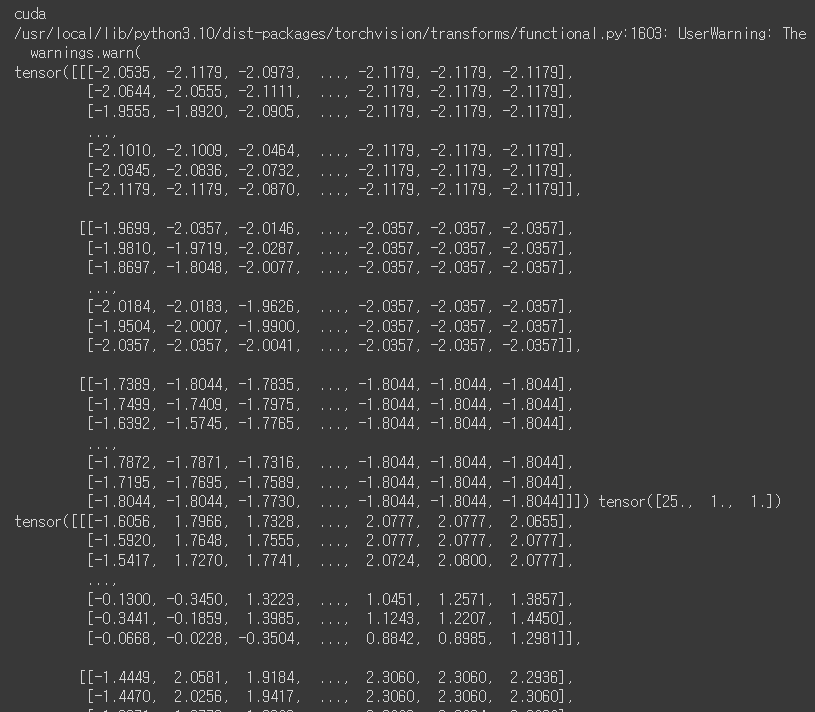 cuda
/usr/local/lib/python3.10/dist-packages/torchvision/transforms/functional.py:1603: UserWarning: The
  warnings.warn(
tensor([[[-2.0535, -2.1179, -2.0973,  ..., -2.1179, -2.1179, -2.1179],
         [-2.0644, -2.0555, -2.1111,  ..., -2.1179, -2.1179, -2.1179],
         [-1.9555, -1.8920, -2.0905,  ..., -2.1179, -2.1179, -2.1179],
         ...,
         [-2.1010, -2.1009, -2.0464,  ..., -2.1179, -2.1179, -2.1179],
         [-2.0345, -2.0836, -2.0732,  ..., -2.1179, -2.1179, -2.1179],
         [-2.1179, -2.1179, -2.0870,  ..., -2.1179, -2.1179, -2.1179]],
        [[-1.9699, -2.0357, -2.0146,  ..., -2.0357, -2.0357, -2.0357],
         [-1.9810, -1.9719, -2.0287,  ..., -2.0357, -2.0357, -2.0357],
         [-1.8697, -1.8048, -2.0077,  ..., -2.0357, -2.0357, -2.0357],
         ...,
         [-2.0184, -2.0183, -1.9626,  ..., -2.0357, -2.0357, -2.0357],
         [-1.9504, -2.0007, -1.9900,  ..., -2.0357, -2.0357, -2.0357],
         [-2.0357, -2.0357, -2.0041,  ..., -2.0357, -2.0357, -2.0357]],
        [[-1.7389, -1.8044, -1.7835,  ..., -1.8044, -1.8044, -1.8044],
         [-1.7499, -1.7409, -1.7975,  ..., -1.8044, -1.8044, -1.8044],
         [-1.6392, -1.5745, -1.7765,  ..., -1.8044, -1.8044, -1.8044],
         ...,
         [-1.7872, -1.7871, -1.7316,  ..., -1.8044, -1.8044, -1.8044],
         [-1.7195, -1.7695, -1.7589,  ..., -1.8044, -1.8044, -1.8044],
         [-1.8044, -1.8044, -1.7730,  ..., -1.8044, -1.8044, -1.8044]]]) tensor([25.,  1.,  1.])
tensor([[[-1.6056,  1.7966,  1.7328,  ...,  2.0777,  2.0777,  2.0655],
         [-1.5920,  1.7648,  1.7555,  ...,  2.0777,  2.0777,  2.0777],
         [-1.5417,  1.7270,  1.7741,  ...,  2.0724,  2.0800,  2.0777],
         ...,
         [-0.1300, -0.3450,  1.3223,  ...,  1.0451,  1.2571,  1.3857],
         [-0.3441, -0.1859,  1.3985,  ...,  1.1243,  1.2207,  1.4450],
         [-0.0668, -0.0228, -0.3504,  ...,  0.8842,  0.8985,  1.2981]],
        [[-1.4449,  2.0581,  1.9184,  ...,  2.3060,  2.3060,  2.2936],
         [-1.4470,  2.0256,  1.9417,  ...,  2.3060,  2.3060,  2.3060],